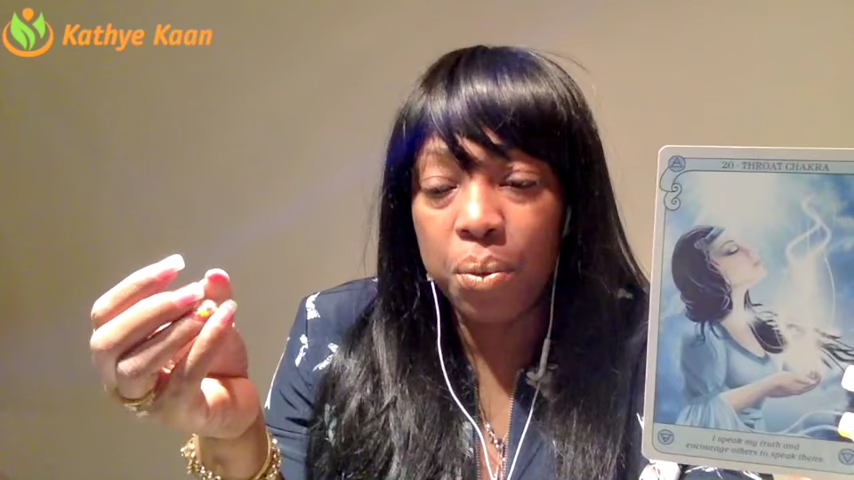 Kathye Kaan
20 · THROAT CHAKRA
I speak my truth and
encourage others to speak theirs.